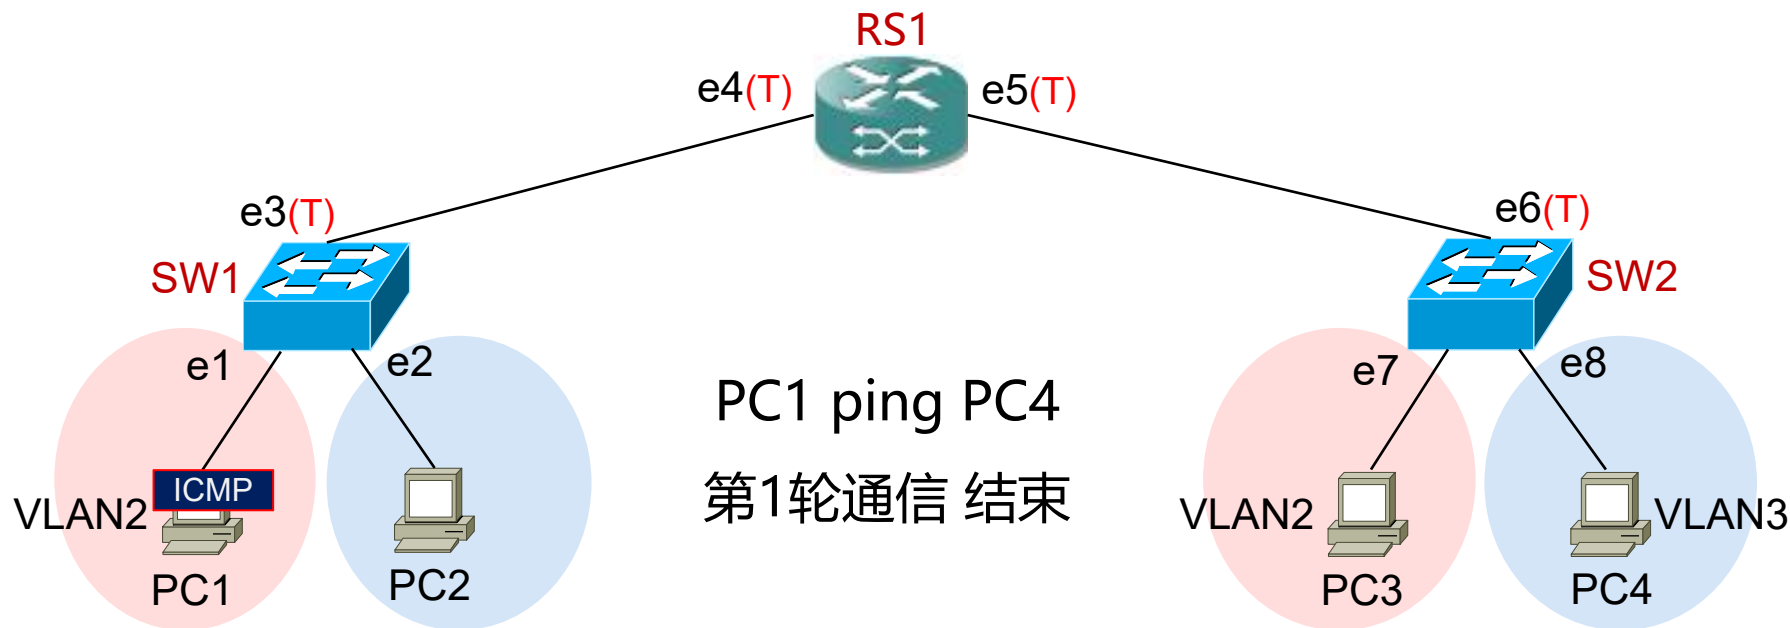 RS1
e4(T)
e5(T)
e3(T)
e6(T)
SW1
SW2
e1
e2
e7
e8
PC1 ping PC4
ICMP
第1轮通信 结束
VLAN2
VLAN2
VLAN3
PC1
PC2
PC3
PC4